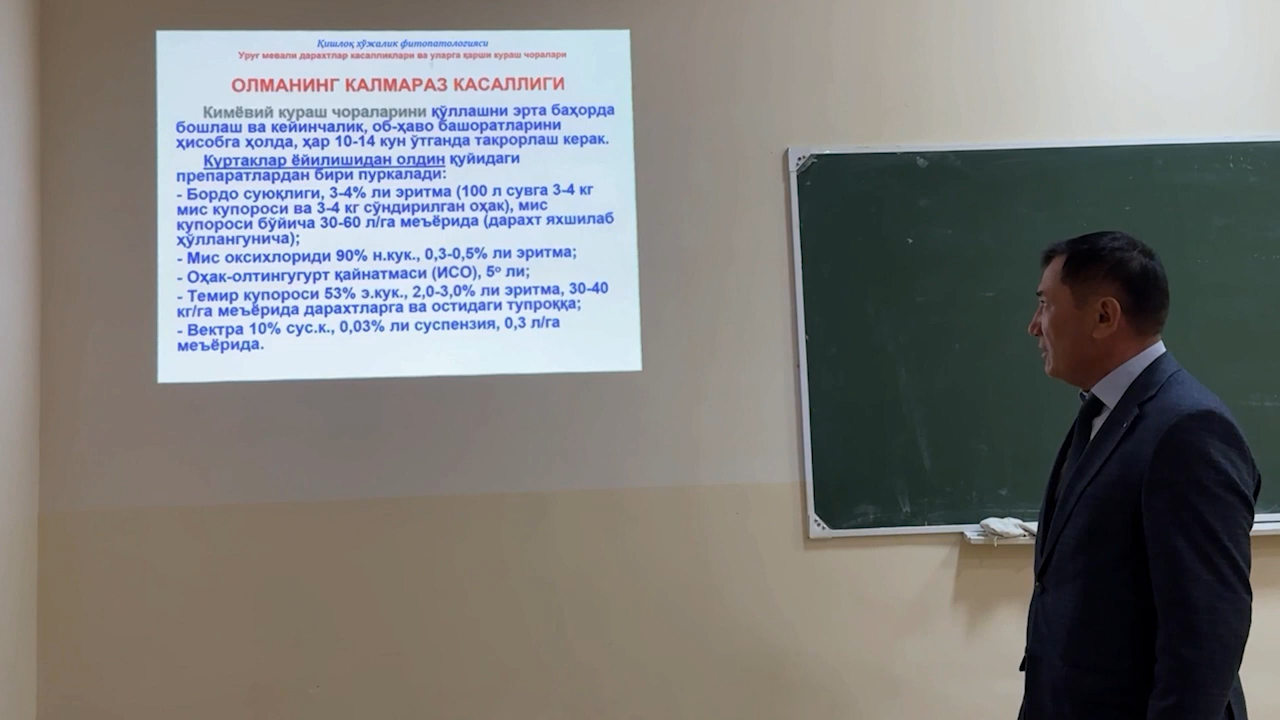 Қишлоқ хўжалик фитопатологияси
Уруғ мевали дарахтлар касалликлари ва уларга қарши кураш чоралари
ОЛМАНИНГ КАЛМАРАЗ КАСАЛЛИГИ
Кимёвий кураш чораларини қўллашни эрта баҳорда
бошлаш ва кейинчалик, об-ҳаво башоратларини
ҳисобга ҳолда, ҳар 10-14 кун ўтганда такрорлаш керак.
Куртаклар ёйилишидан олдин қуйидаги
препаратлардан бири пуркалади:
- Бордо суюқлиги, 3-4% ли эритма (100 л сувга 3-4 кг
мис купороси ва 3-4 кг сўндирилган оҳак), мис
купороси бўйича 30-60 л/га меъёрида (дарахт яхшилаб
ҳўллангунича);
- Мис оксихлориди 90% н.кук., 0,3-0,5% ли эритма;
- Оҳак-олтингугурт қайнатмаси (ИСО), 5º ли;
- Темир купороси 53% э.кук., 2,0-3,0% ли эритма, 30-40
кг/га меъёрида дарахтларга ва остидаги тупроққа;
- Вектра 10% сус.к., 0,03% ли суспензия, 0,3 л/га
меъёрида.